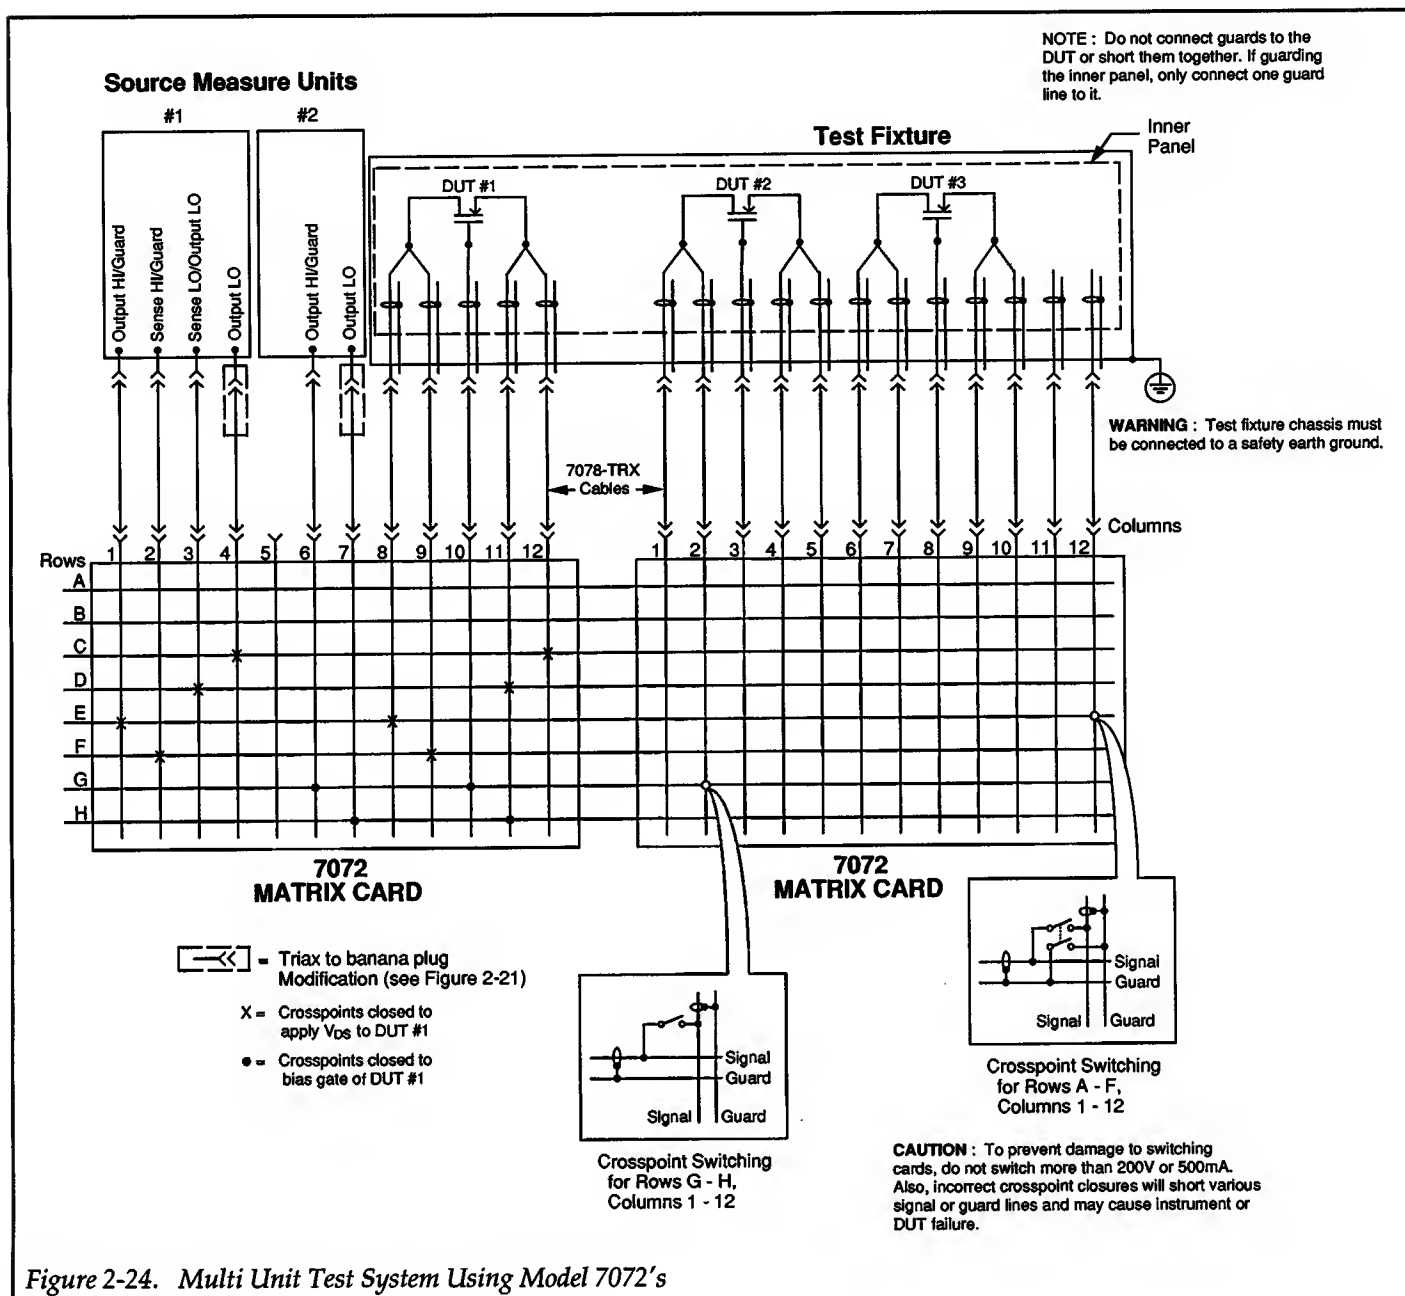 NOTE : Do not connect guards to the
DUT or short them together. If guarding
the inner panel, only connect one guard
line to it.
Source Measure Units
#1
#2
Test Fixture
Inner
Panel
DUT #1
DUT #2
DUT #3
Output HI/Guard
Sense HI/Guard
Sense LO/Output LO
Output LO
Output HI/Guard
Output LO
WARNING : Test fixture chassis must
be connected to a safety earth ground.
7078-TRX
Cables
Columns
Rows
1 2 3 4 5 6 7 8 9 10 11 12
1 2 3 4 5 6 7 8 9 10 11 12
A
B
C
D
E
F
G
H
7072
MATRIX CARD
7072
MATRIX CARD
= Triax to banana plug
Modification (see Figure 2-21)
X = Crosspoints closed to
apply VDS to DUT #1
● = Crosspoints closed to
bias gate of DUT #1
Signal
Guard
Signal Guard
Crosspoint Switching
for Rows G - H,
Columns 1 - 12
Signal
Guard
Signal Guard
Crosspoint Switching
for Rows A - F,
Columns 1 - 12
CAUTION : To prevent damage to switching
cards, do not switch more than 200V or 500mA.
Also, incorrect crosspoint closures will short various
signal or guard lines and may cause instrument or
DUT failure.
Figure 2-24. Multi Unit Test System Using Model 7072's